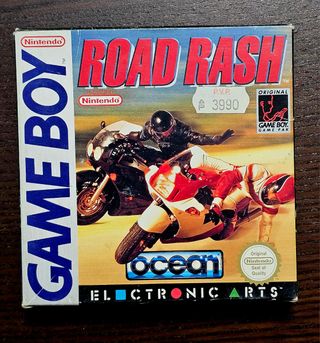 Nintendo
GAME BOY
ROAD RASH
Nintendo
P.V.P.
3990
ORIGINAL
GAME BOY
GAME PAK
ocean
Original
Nintendo
Seal of
Quality
ELECTRONIC ARTS